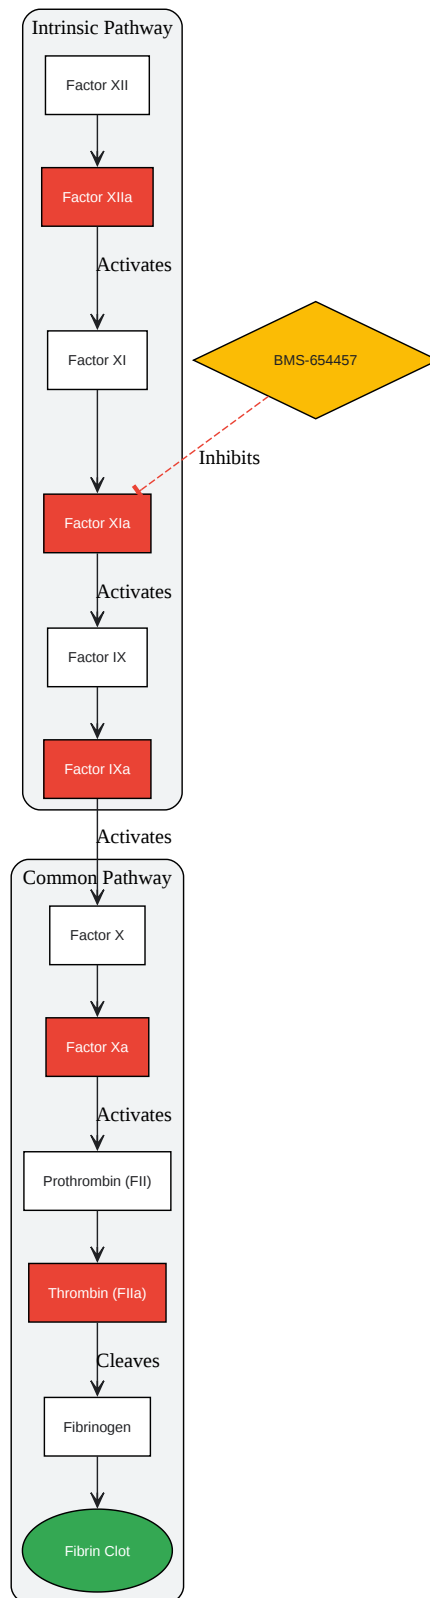 Intrinsic Pathway
Factor XII
Factor XIIa
Activates
Factor XI
BMS-654457
Inhibits
Factor XIa
Activates
Factor IX
Factor IXa
Activates
Common Pathway
Factor X
Factor Xa
Activates
Prothrombin (FII)
Thrombin (FIIa)
Cleaves
Fibrinogen
Fibrin Clot